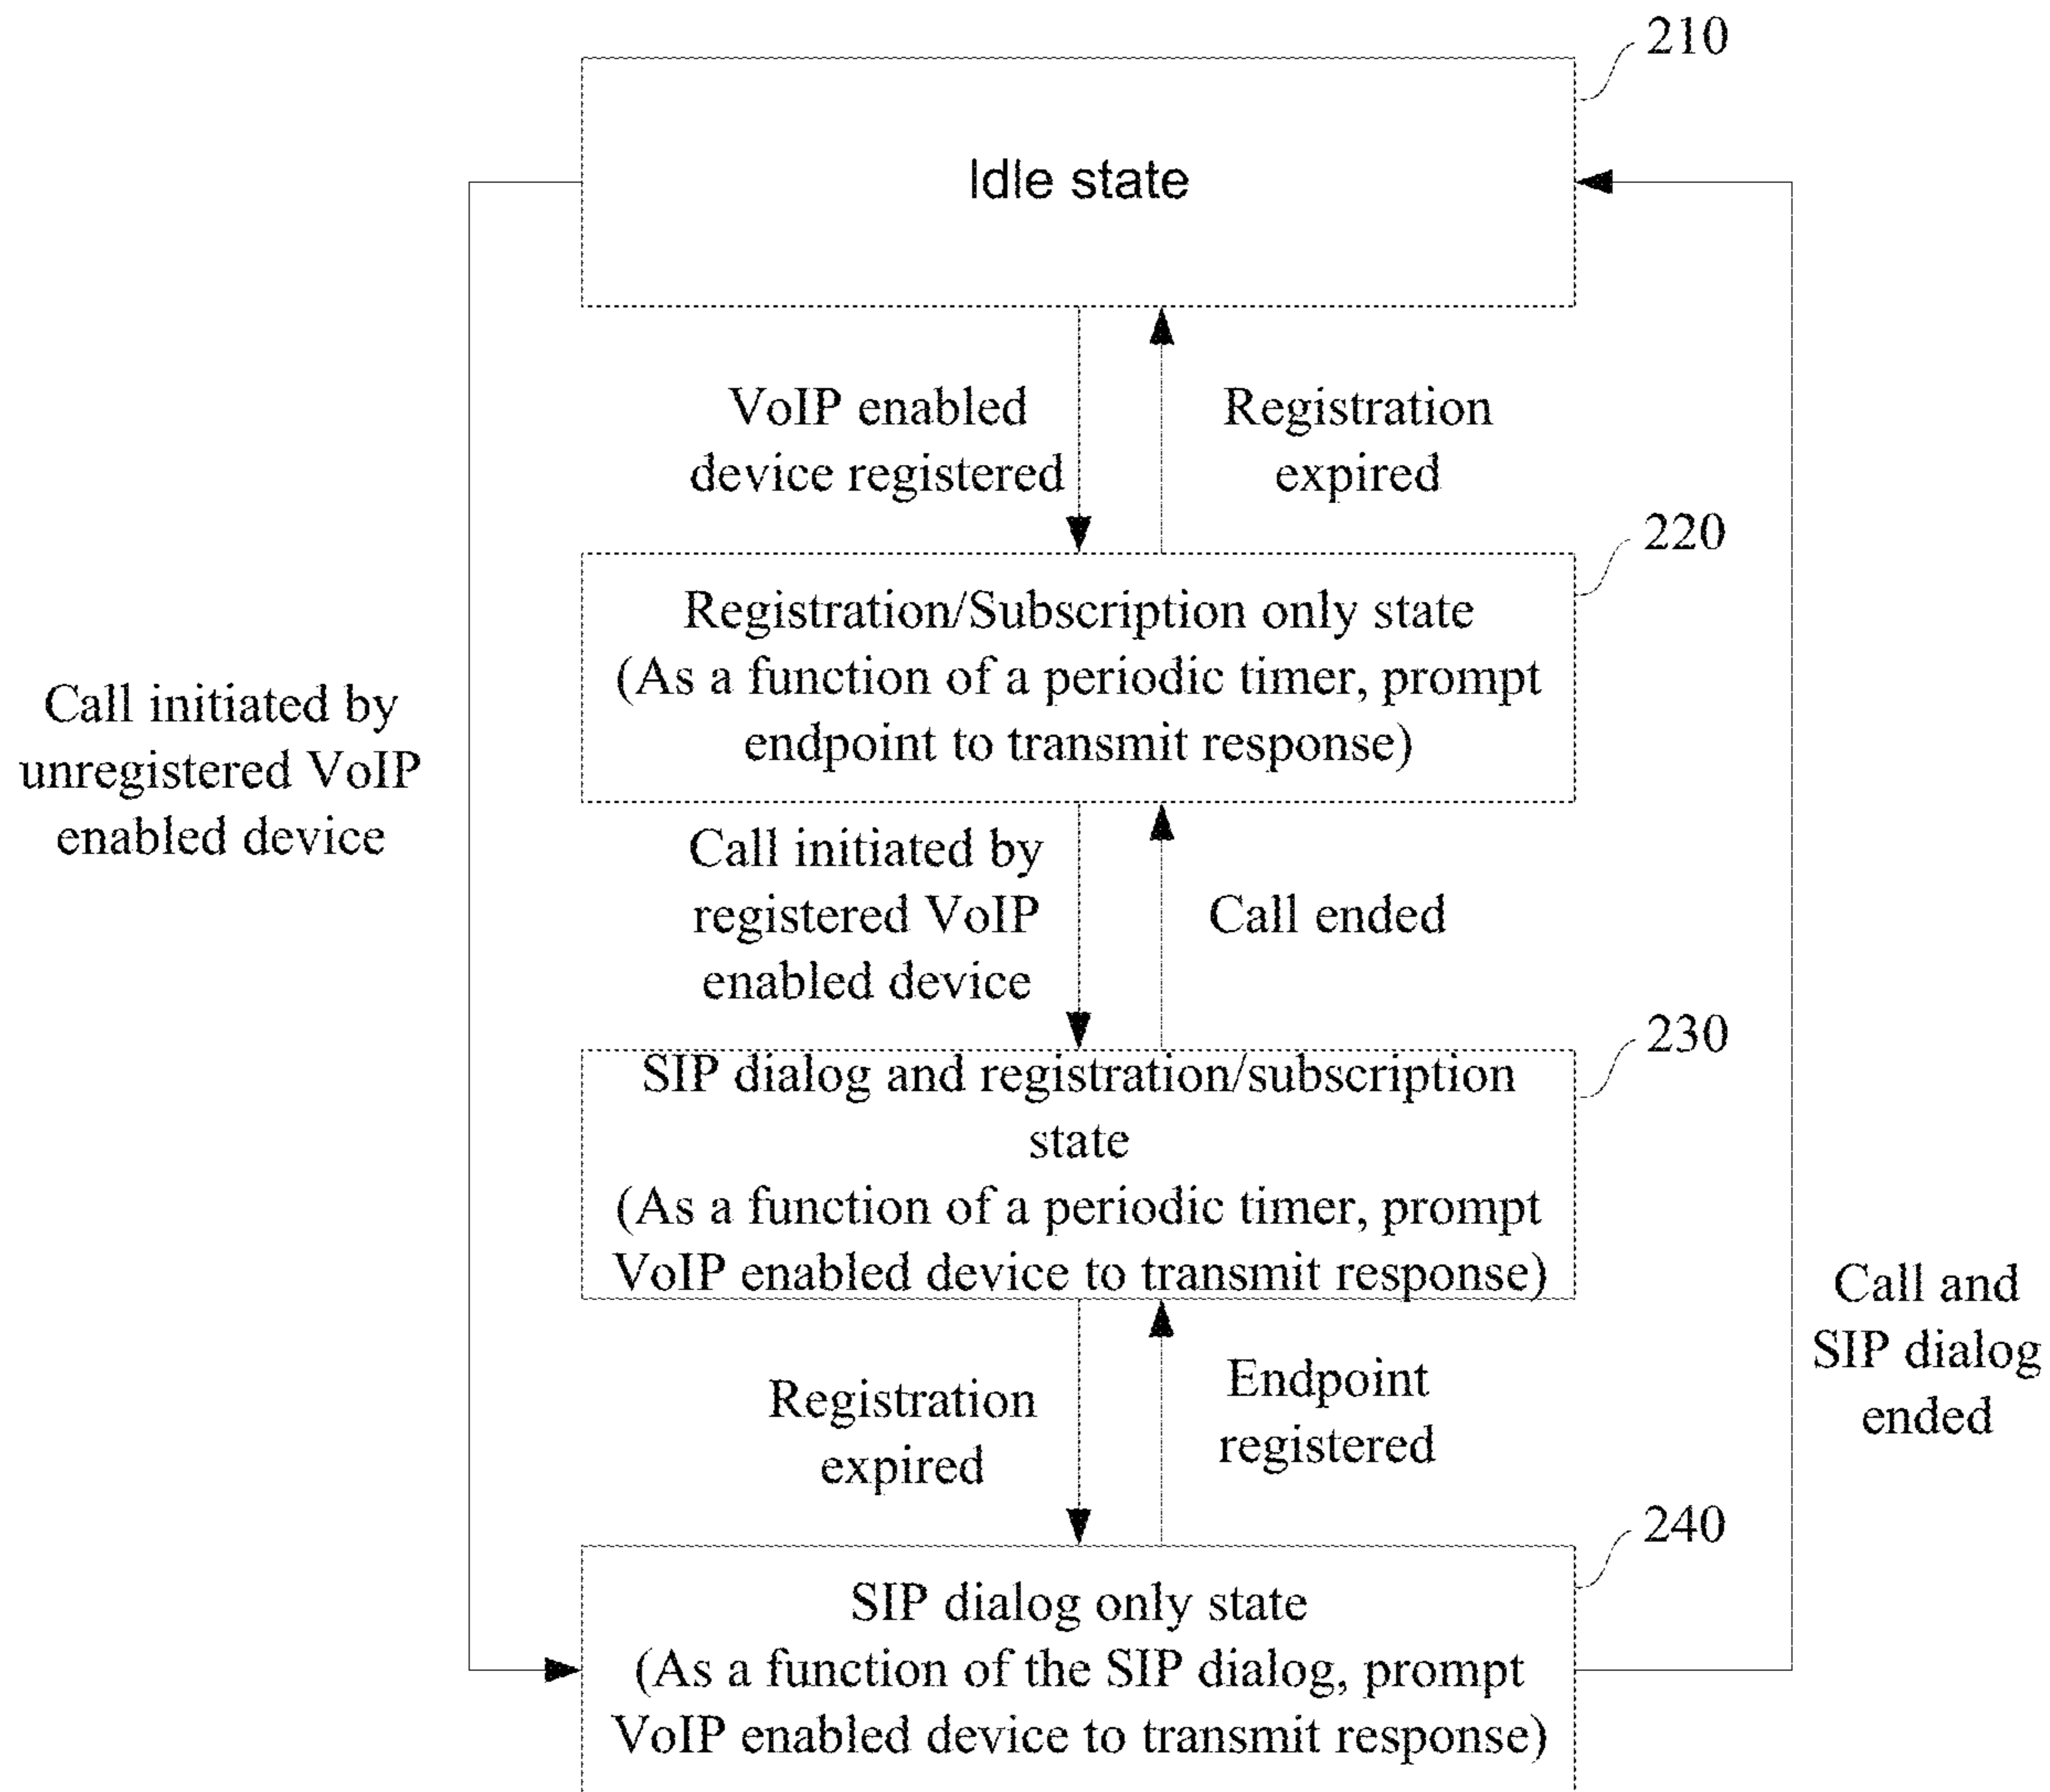 210
Idle state
VoIP enabled
device registered
Registration
expired
220
Registration/Subscription only state
(As a function of a periodic timer, prompt
endpoint to transmit response)
Call initiated by
unregistered VoIP
enabled device
Call initiated by
registered VoIP
enabled device
Call ended
230
SIP dialog and registration/subscription
state
(As a function of a periodic timer, prompt
VoIP enabled device to transmit response)
Call and
SIP dialog
ended
Registration
expired
Endpoint
registered
240
SIP dialog only state
(As a function of the SIP dialog, prompt
VoIP enabled device to transmit response)